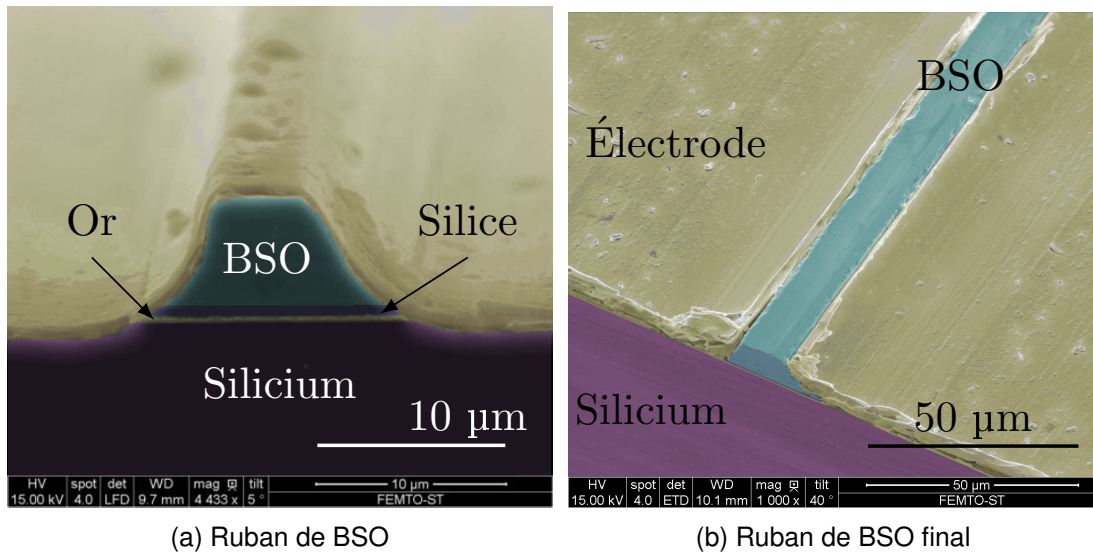 Or
Silice
BSO
Silicium
10 µm
HV spot det WD mag tilt
15.00 kV 4.0 LFD 9.7 mm 4 433 x 5 ° 10 µm FEMTO-ST
(a) Ruban de BSO
BSO
Électrode
Silicium
50 µm
HV spot det WD mag tilt
15.00 kV 4.0 ETD 10.1 mm 1 000 x 40 ° 50 µm FEMTO-ST
(b) Ruban de BSO final